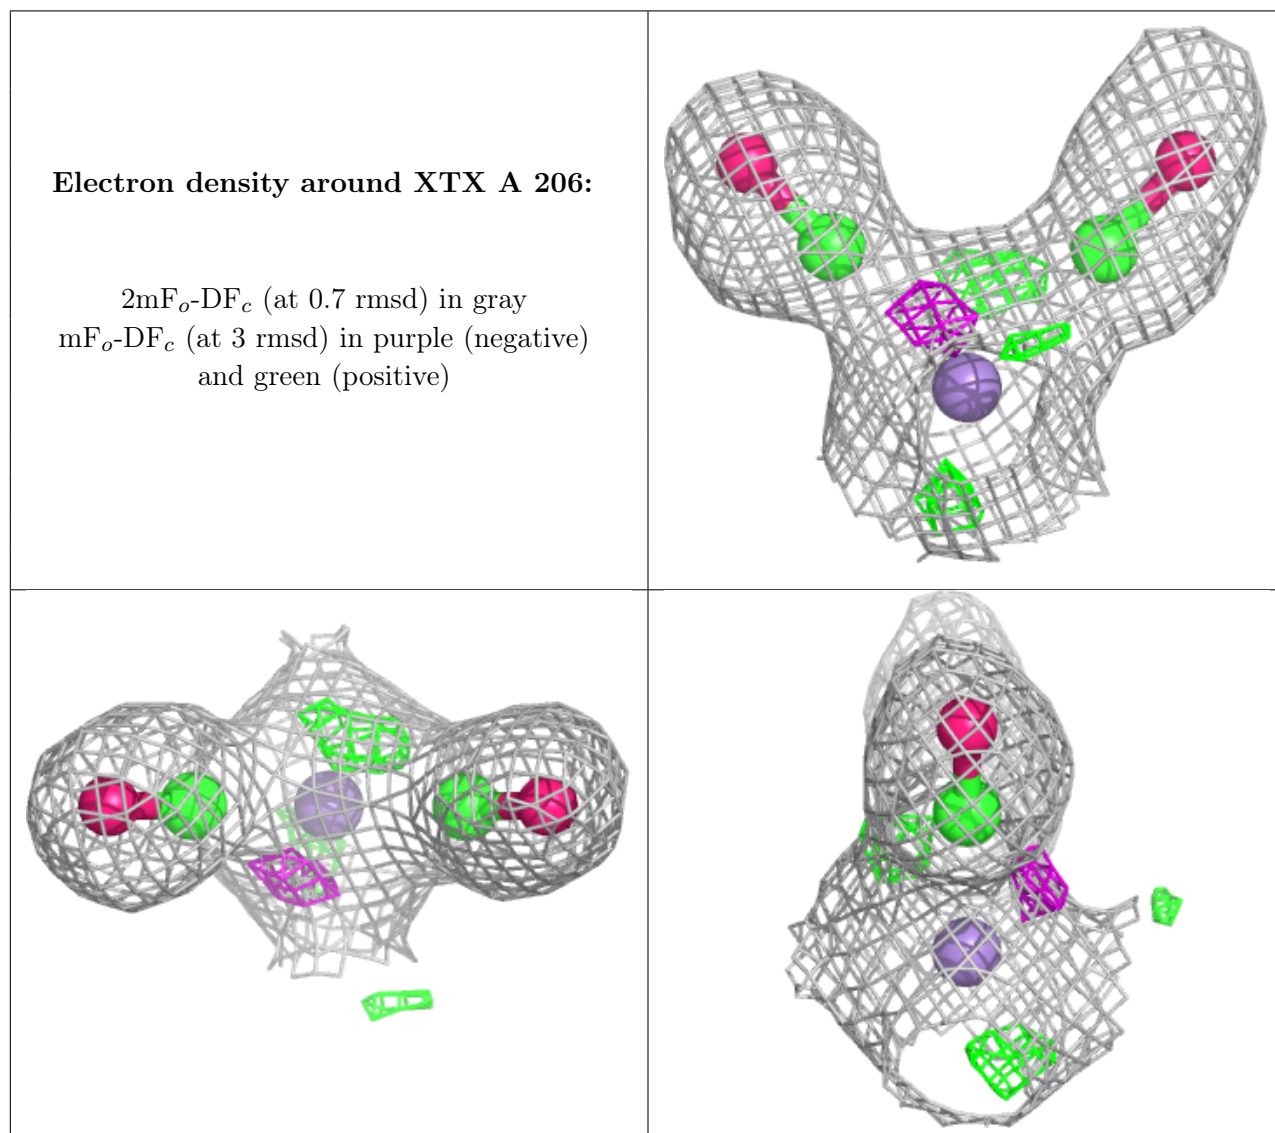 Electron density around XTX A 206:
2mFₒ-DF𝑐 (at 0.7 rmsd) in gray
mFₒ-DF𝑐 (at 3 rmsd) in purple (negative)
and green (positive)